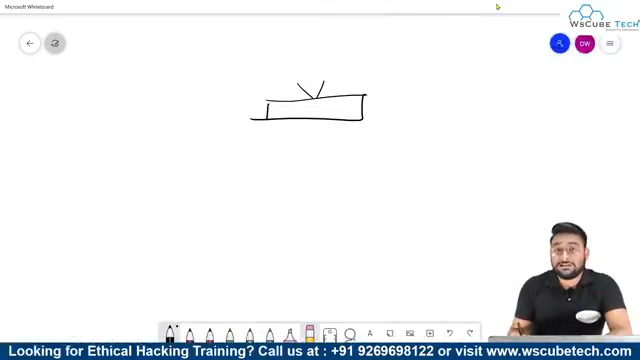 Microsoft Whiteboard
WSCUBE TECH
DW
A
Looking for Ethical Hacking Training? Call us at : +91 9269698122 or visit www.wscubetech.com